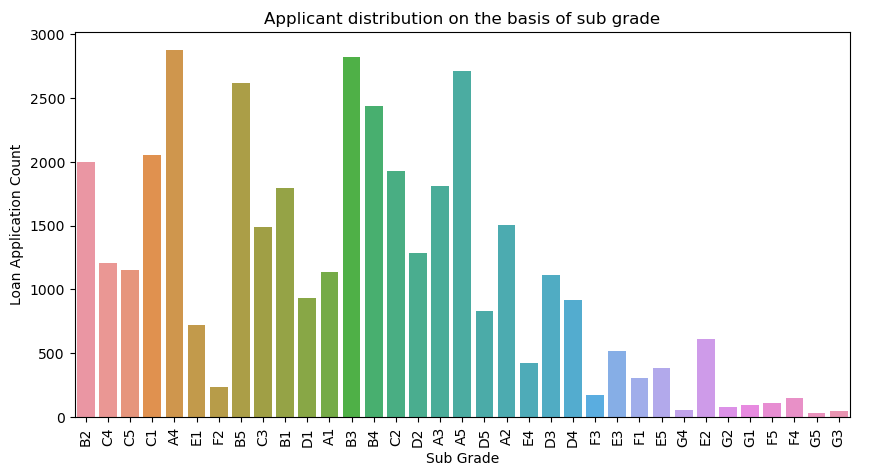 Applicant distribution on the basis of sub grade
Loan Application Count
3000
2500
2000
1500
1000
500
0
B2 C4 C5 C1 A4 E1 F2 B5 C3 B1 D1 A1 B3 B4 C2 D2 A3 A5 D5 A2 E4 D3 D4 F3 E3 F1 E5 G4 E2 G2 G1 F5 F4 G5 G3
Sub Grade